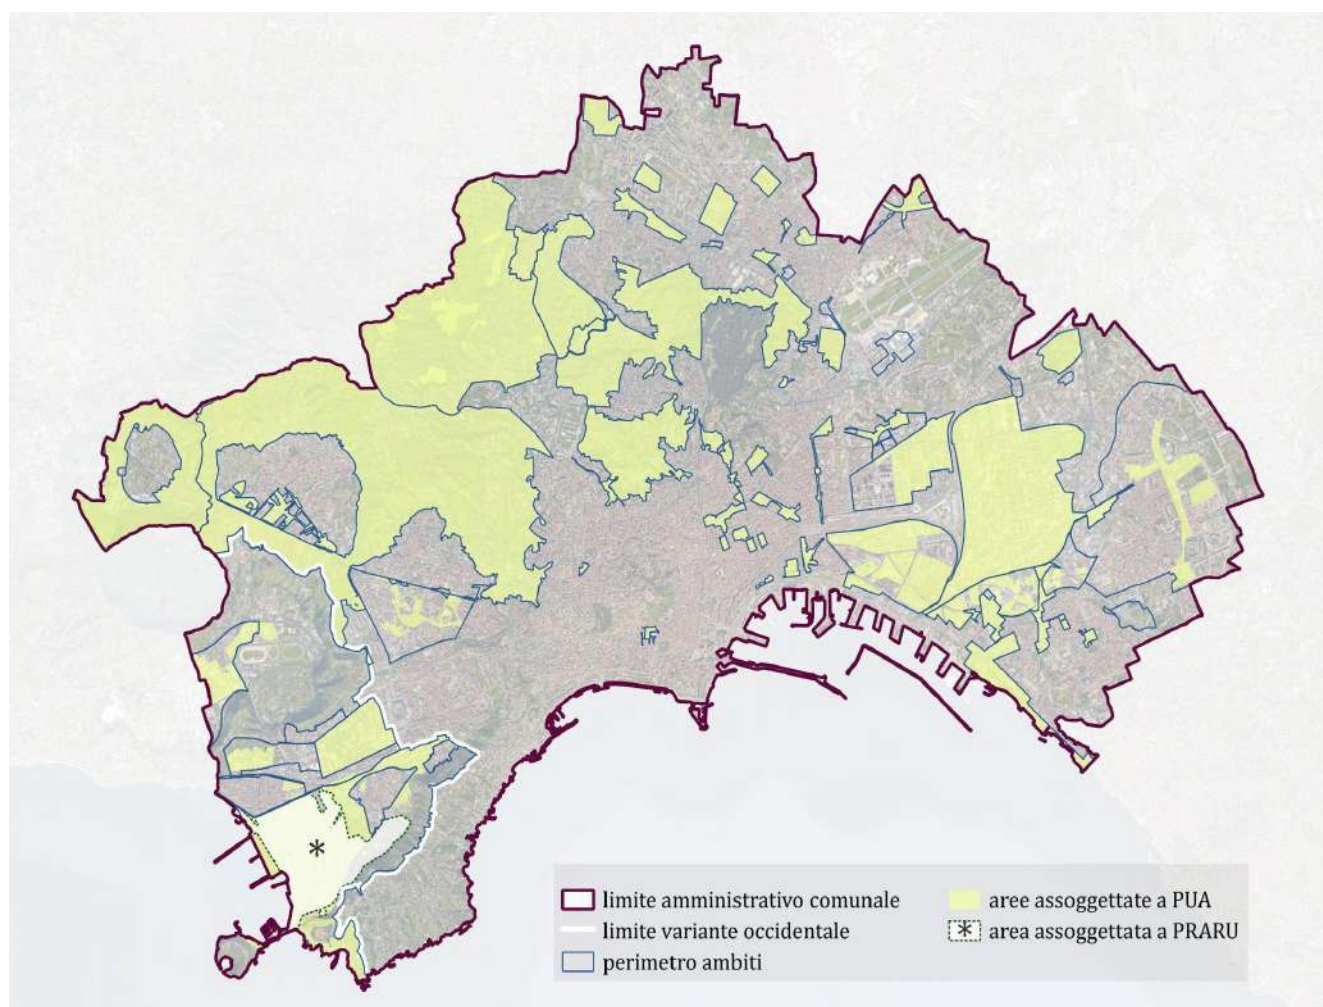 limite amministrativo comunale
limite variante occidentale
perimetro ambiti
aree assoggettate a PUA
* area assoggettata a PRARU
*